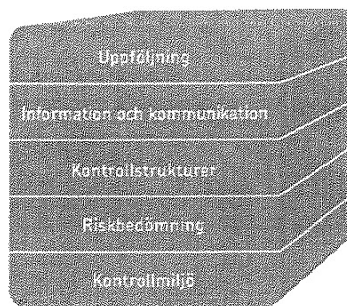 Uppföljning
Information och kommunikation
Kontrollstrukturer
Riskbedömning
Kontrollmiljö